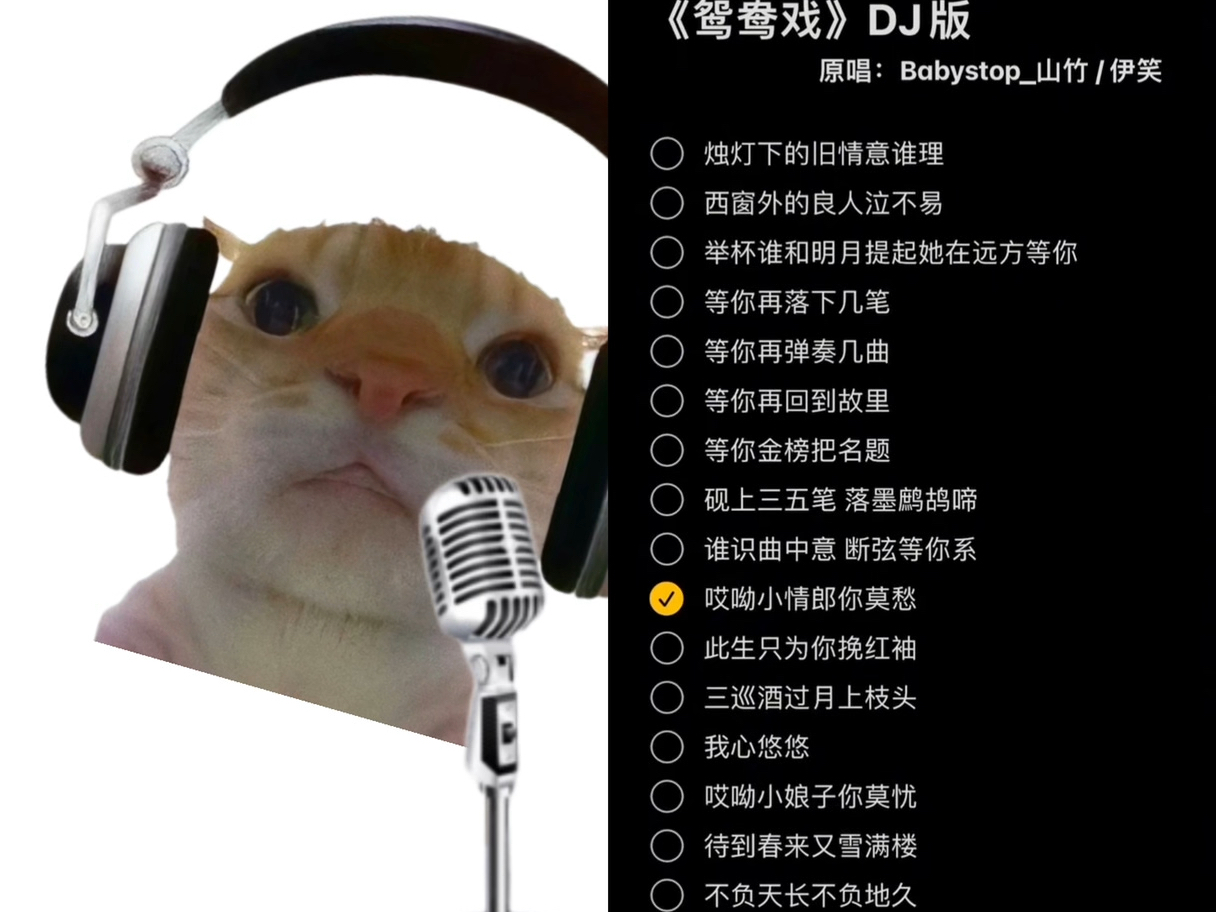 《鸳鸯戏》DJ版
原唱：Babystop_山竹 / 伊笑
烛灯下的旧情意谁理
西窗外的良人泣不易
举杯谁和明月提起她在远方等你
等你再落下几笔
等你再弹奏几曲
等你再回到故里
等你金榜把名题
砚上三五笔 落墨鹧鸪啼
谁识曲中意 断弦等你系
哎呦小情郎你莫愁
此生只为你挽红袖
三巡酒过月上枝头
我心悠悠
哎呦小娘子你莫忧
待到春来又雪满楼
不负天长不负地久